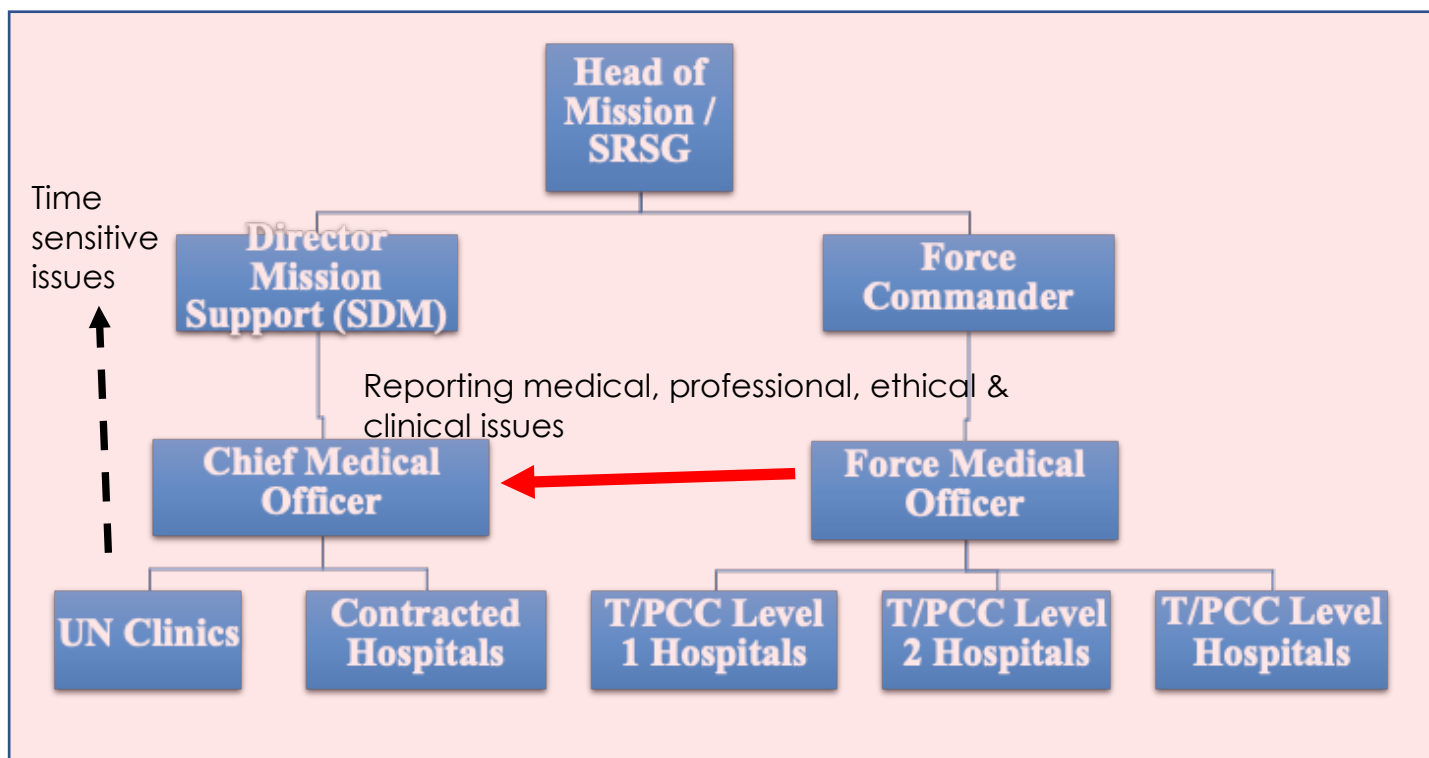 Head of
Mission /
SRSG
Time
sensitive
issues
Director
Mission
Support (SDM)
Force
Commander
Reporting medical, professional, ethical &
clinical issues
Chief Medical
Officer
Force Medical
Officer
UN Clinics
Contracted
Hospitals
T/PCC Level
1 Hospitals
T/PCC Level
2 Hospitals
T/PCC Level
Hospitals